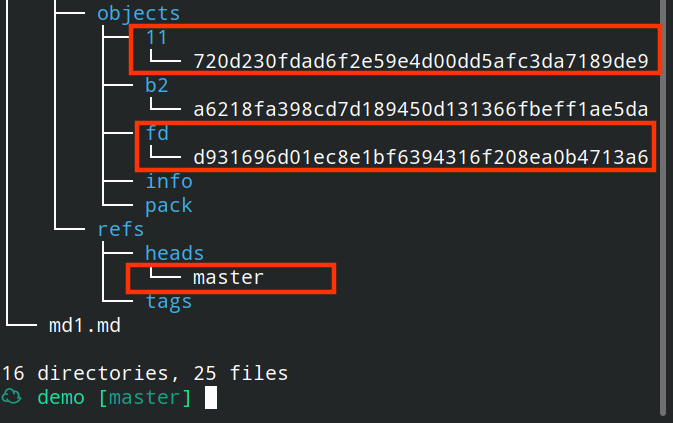 objects
11
720d230fdad6f2e59e4d00dd5afc3da7189de9
b2
a6218fa398cd7d189450d131366fbeff1ae5da
fd
d931696d01ec8e1bf6394316f208ea0b4713a6
info
pack
refs
heads
master
tags
md1.md
16 directories, 25 files
demo [master]